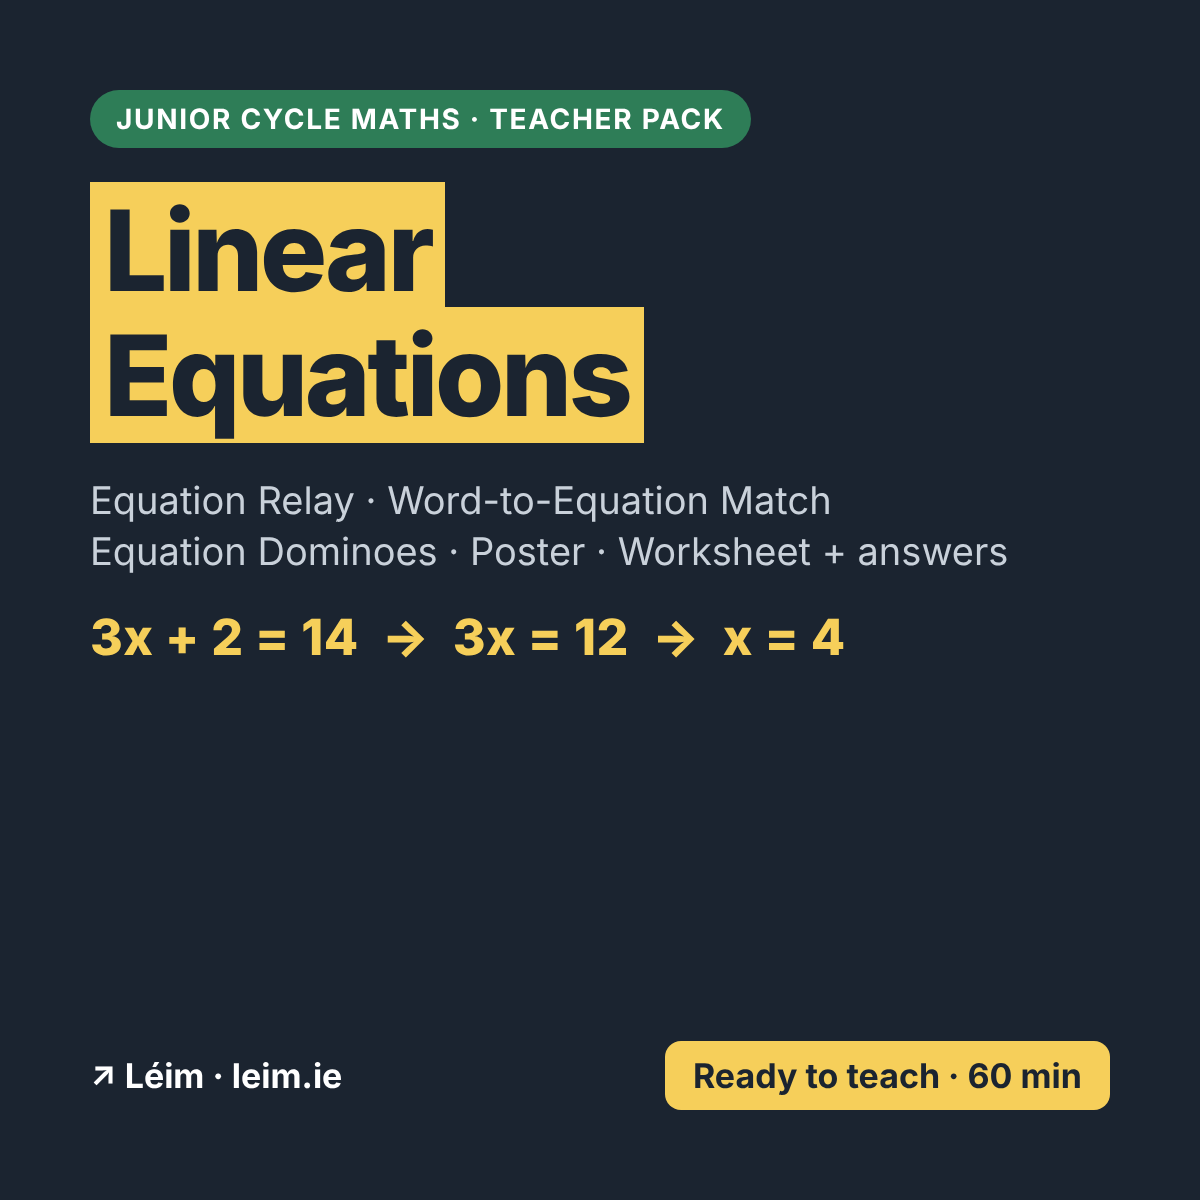 JUNIOR CYCLE MATHS · TEACHER PACK
Linear
Equations
Equation Relay · Word-to-Equation Match
Equation Dominoes · Poster · Worksheet + answers
3x + 2 = 14 → 3x = 12 → x = 4
↗ Léim · leim.ie
Ready to teach · 60 min